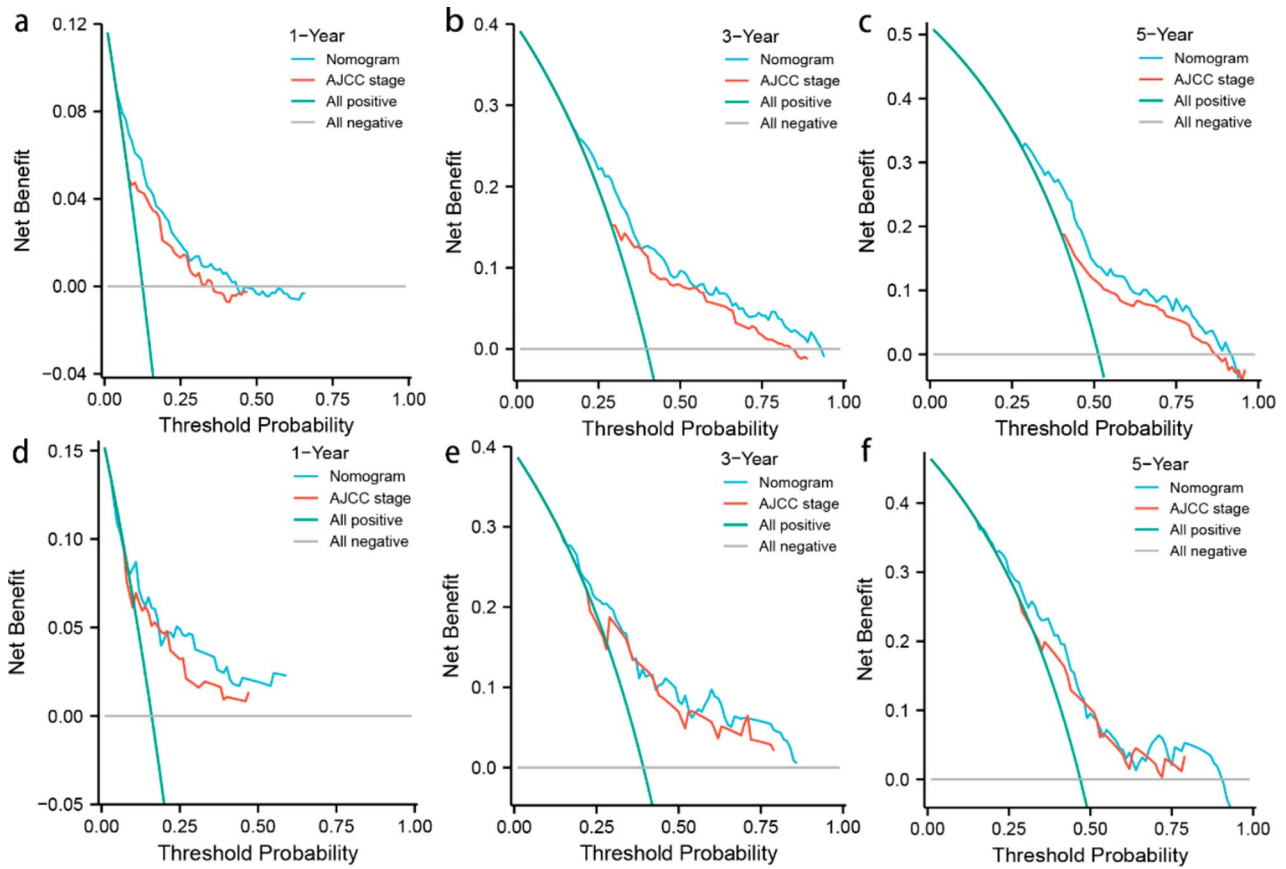 a
1−Year
Nomogram
AJCC stage
All positive
All negative
0.12
0.08
0.04
0.00
−0.04
Net Benefit
0.00 0.25 0.50 0.75 1.00
Threshold Probability
b
3−Year
Nomogram
AJCC stage
All positive
All negative
0.4
0.3
0.2
0.1
0.0
Net Benefit
0.00 0.25 0.50 0.75 1.00
Threshold Probability
c
5−Year
Nomogram
AJCC stage
All positive
All negative
0.5
0.4
0.3
0.2
0.1
0.0
Net Benefit
0.00 0.25 0.50 0.75 1.00
Threshold Probability
d
1−Year
Nomogram
AJCC stage
All positive
All negative
0.15
0.10
0.05
0.00
−0.05
Net Benefit
0.00 0.25 0.50 0.75 1.00
Threshold Probability
e
3−Year
Nomogram
AJCC stage
All positive
All negative
0.4
0.3
0.2
0.1
0.0
Net Benefit
0.00 0.25 0.50 0.75 1.00
Threshold Probability
f
5−Year
Nomogram
AJCC stage
All positive
All negative
0.4
0.3
0.2
0.1
0.0
Net Benefit
0.00 0.25 0.50 0.75 1.00
Threshold Probability